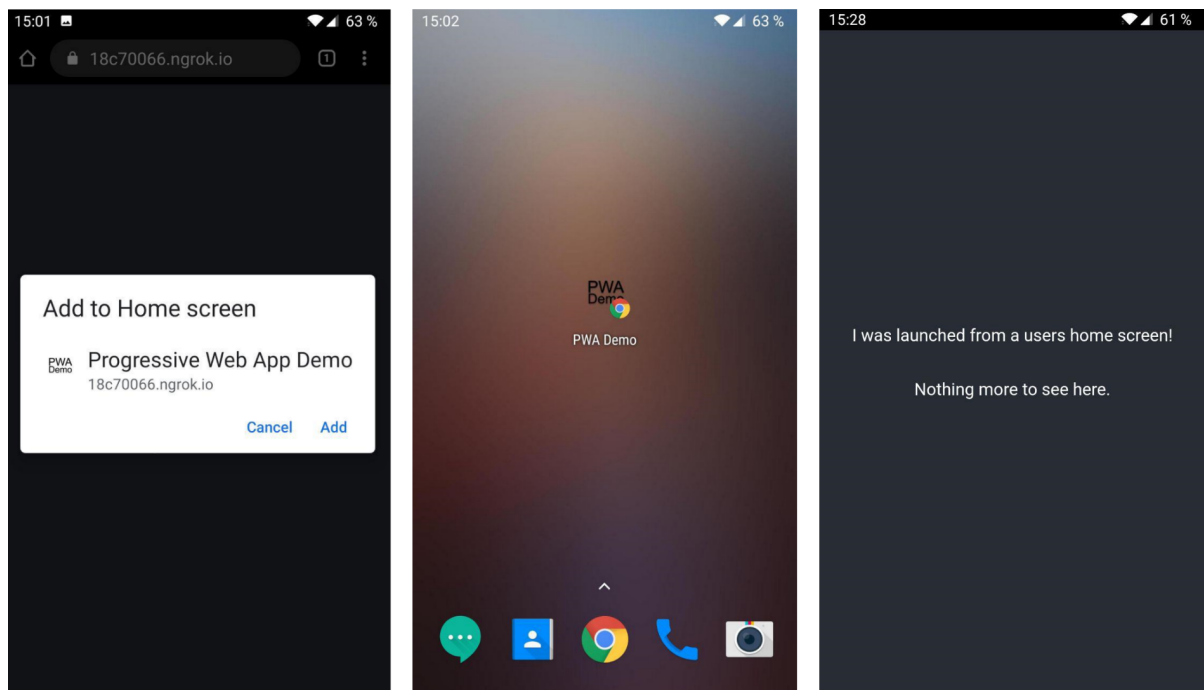 15:01
63 %
18c70066.ngrok.io
1
Add to Home screen
PWA
Demo
Progressive Web App Demo
18c70066.ngrok.io
Cancel Add
15:02
63 %
PWA
Demo
PWA Demo
15:28
61 %
I was launched from a users home screen!
Nothing more to see here.